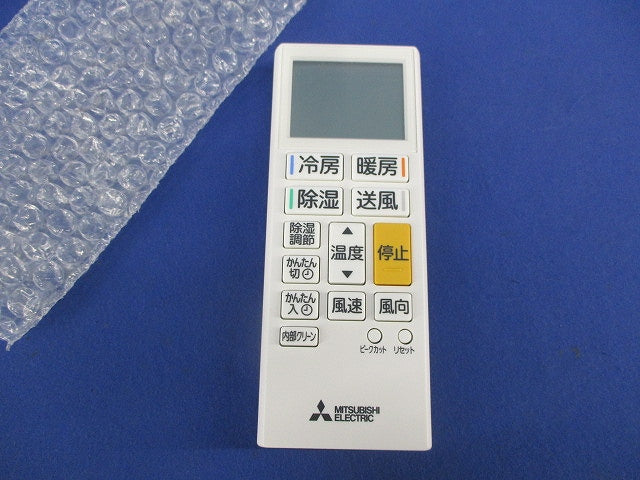 冷房 暖房
除湿 送風
除湿
調節
▲
温度
▼
停止
かんたん
切
かんたん
入
風速 風向
内部クリーン
ピークカット リセット
MITSUBISHI
ELECTRIC